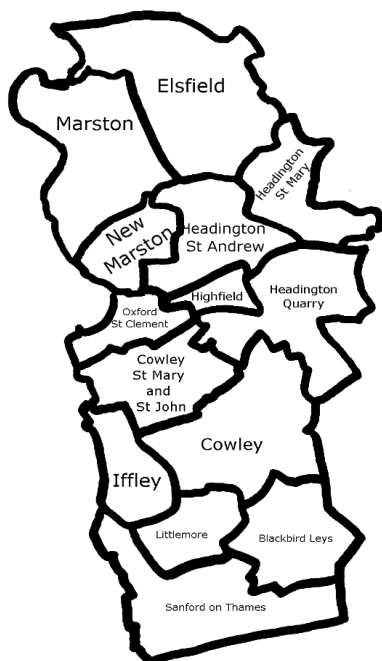 Elsfield
Marston
Headington
St Mary
New
Marston
Headington
St Andrew
Highfield
Headington
Quarry
Oxford
St Clement
Cowley
St Mary
and
St John
Cowley
Iffley
Littlemore
Blackbird Leys
Sanford on Thames